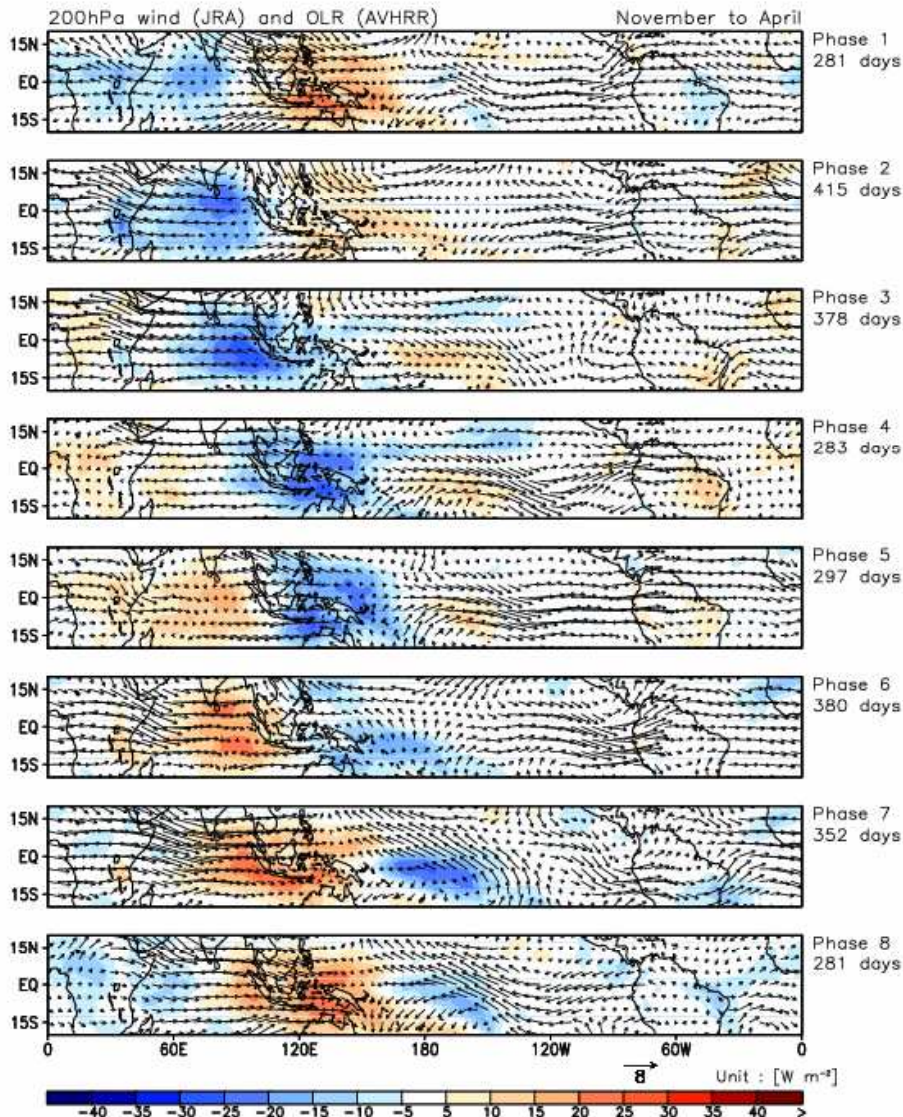 200hPa wind (JRA) and OLR (AVHRR) November to April
15N
EQ
15S
Phase 1
281 days
15N
EQ
15S
Phase 2
415 days
15N
EQ
15S
Phase 3
378 days
15N
EQ
15S
Phase 4
283 days
15N
EQ
15S
Phase 5
297 days
15N
EQ
15S
Phase 6
380 days
15N
EQ
15S
Phase 7
352 days
15N
EQ
15S
Phase 8
281 days
0 60E 120E 180 120W 60W 0
8 Unit : [W m⁻²]
-40 -35 -30 -25 -20 -15 -10 -5 5 10 15 20 25 30 35 40